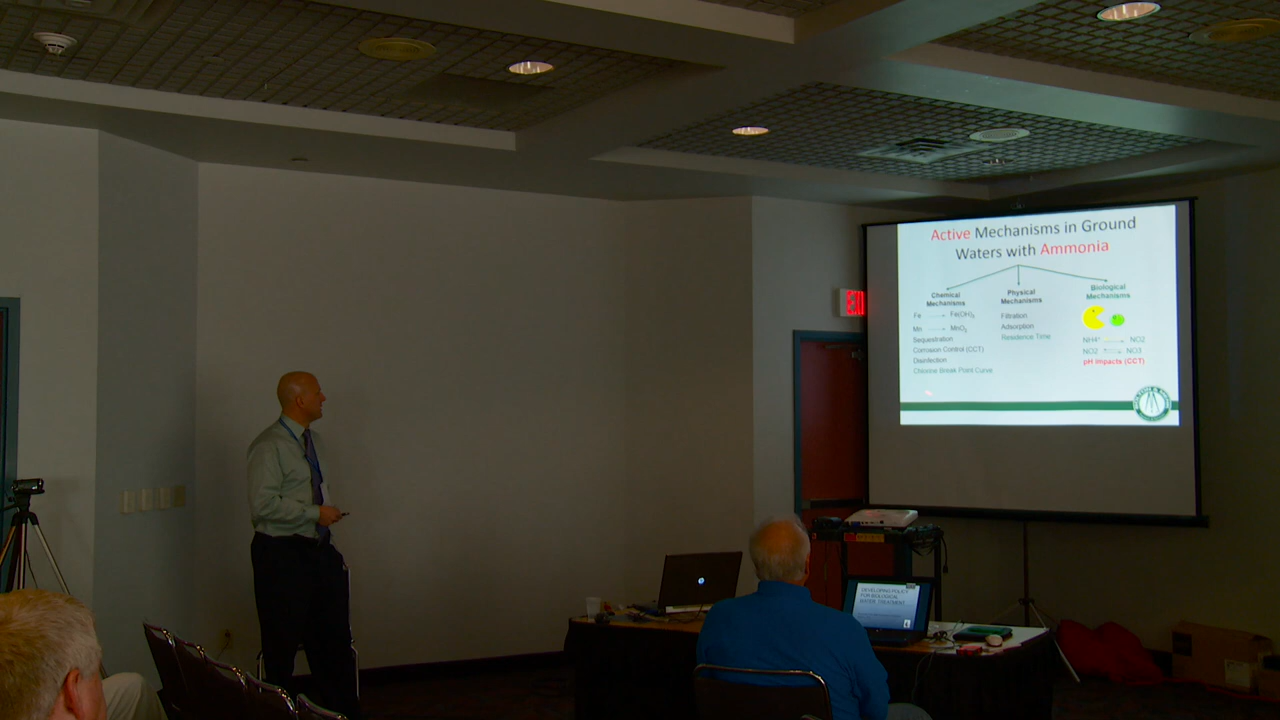 Active Mechanisms in Ground
Waters with Ammonia
Chemical
Mechanisms
Fe Fe(OH)3
Mn MnO2
Sequestration
Corrosion Control (CCT)
Disinfection
Chlorine Break Point Curve
Physical
Mechanisms
Filtration
Adsorption
Residence Time
Biological
Mechanisms
NH4+ NO2
NO2 NO3
pH Impacts (CCT)
DEVELOPING POLICY
FOR BIOLOGICAL
WATER TREATMENT